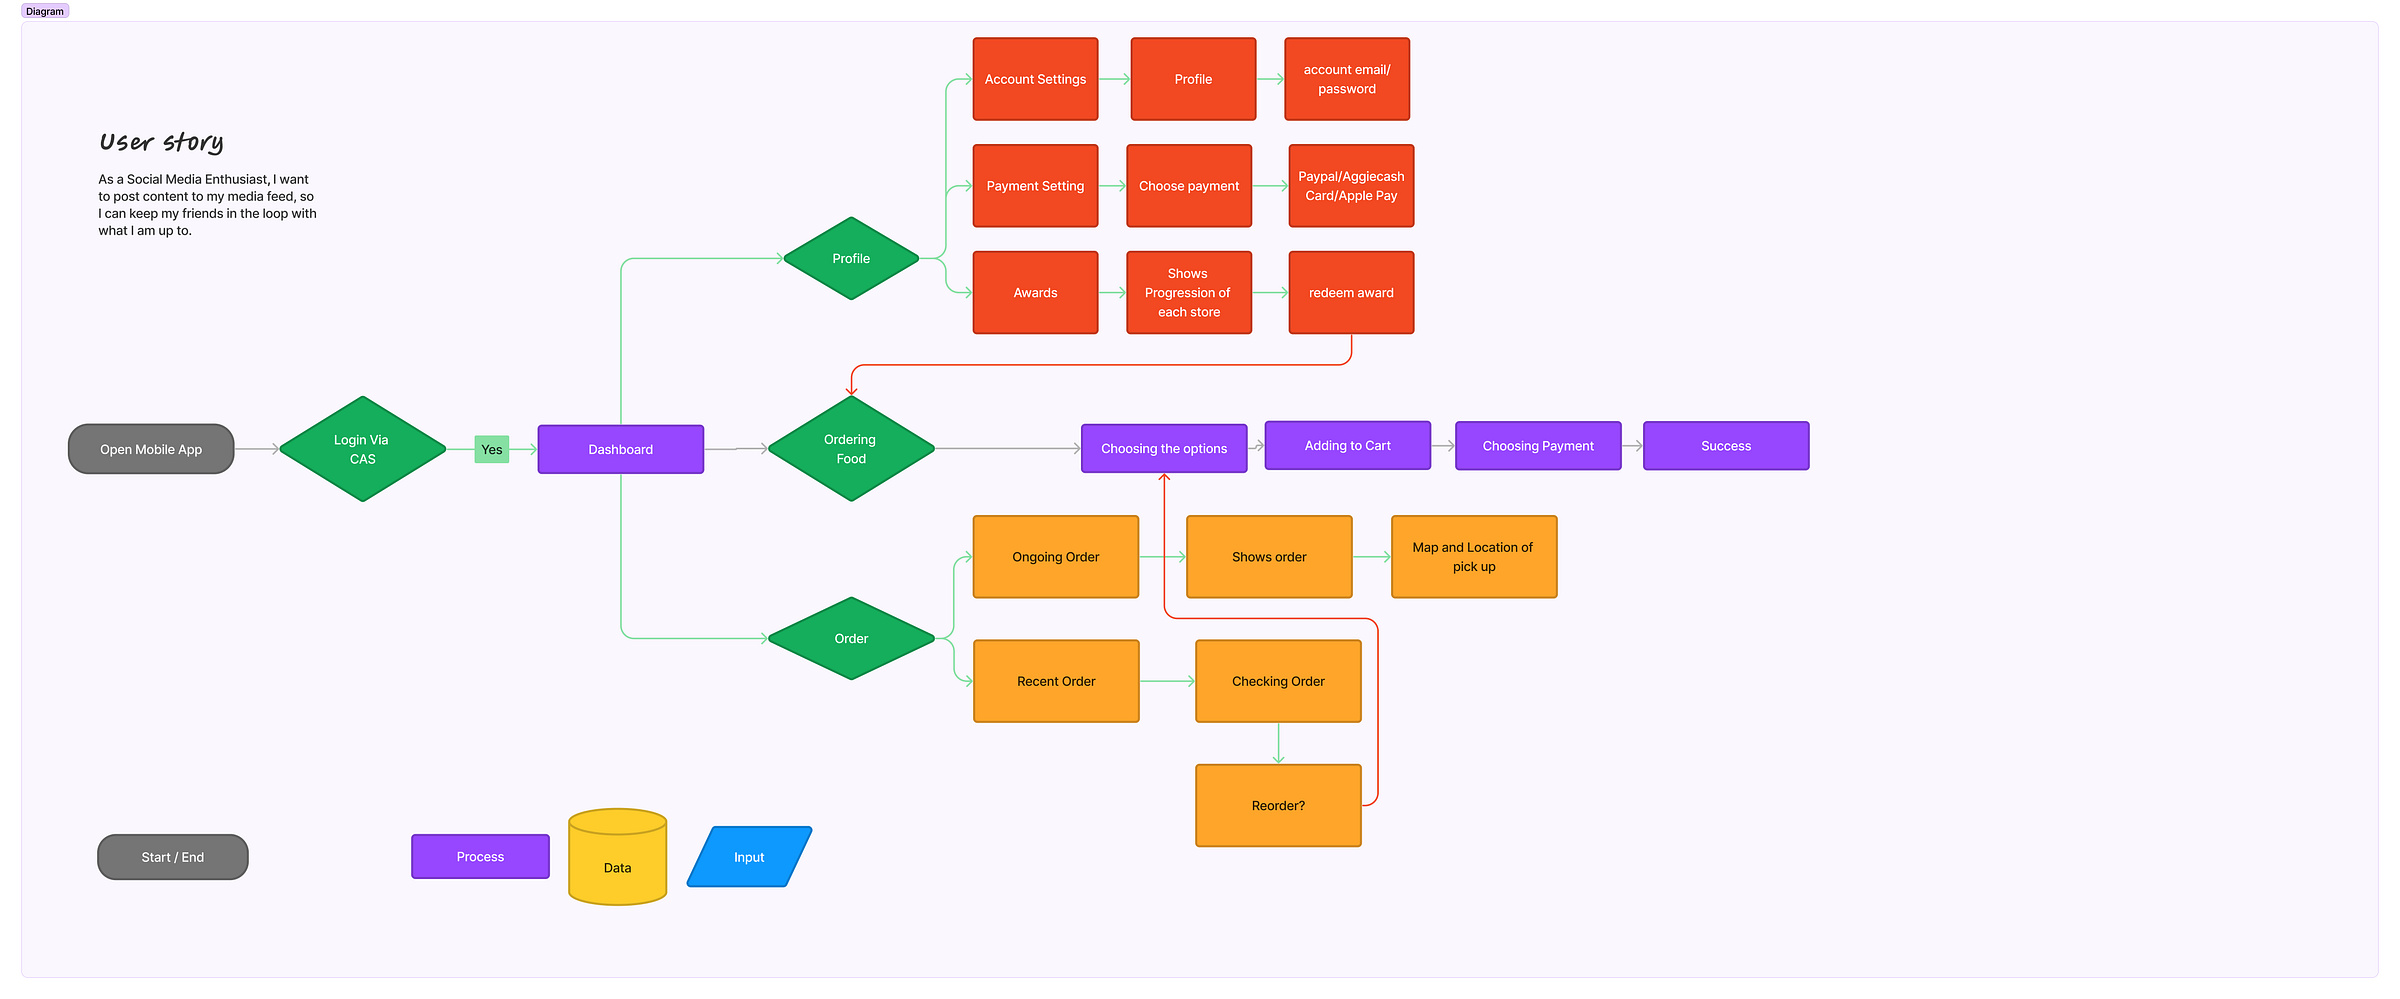 Diagram
User story
As a Social Media Enthusiast, I want
to post content to my media feed, so
I can keep my friends in the loop with
what I am up to.
Account Settings
Profile
account email/
password
Payment Setting
Choose payment
Paypal/Aggiecash
Card/Apple Pay
Profile
Awards
Shows
Progression of
each store
redeem award
Open Mobile App
Login Via
CAS
Yes
Dashboard
Ordering
Food
Choosing the options
Adding to Cart
Choosing Payment
Success
Ongoing Order
Shows order
Map and Location of
pick up
Order
Recent Order
Checking Order
Reorder?
Start / End
Process
Data
Input